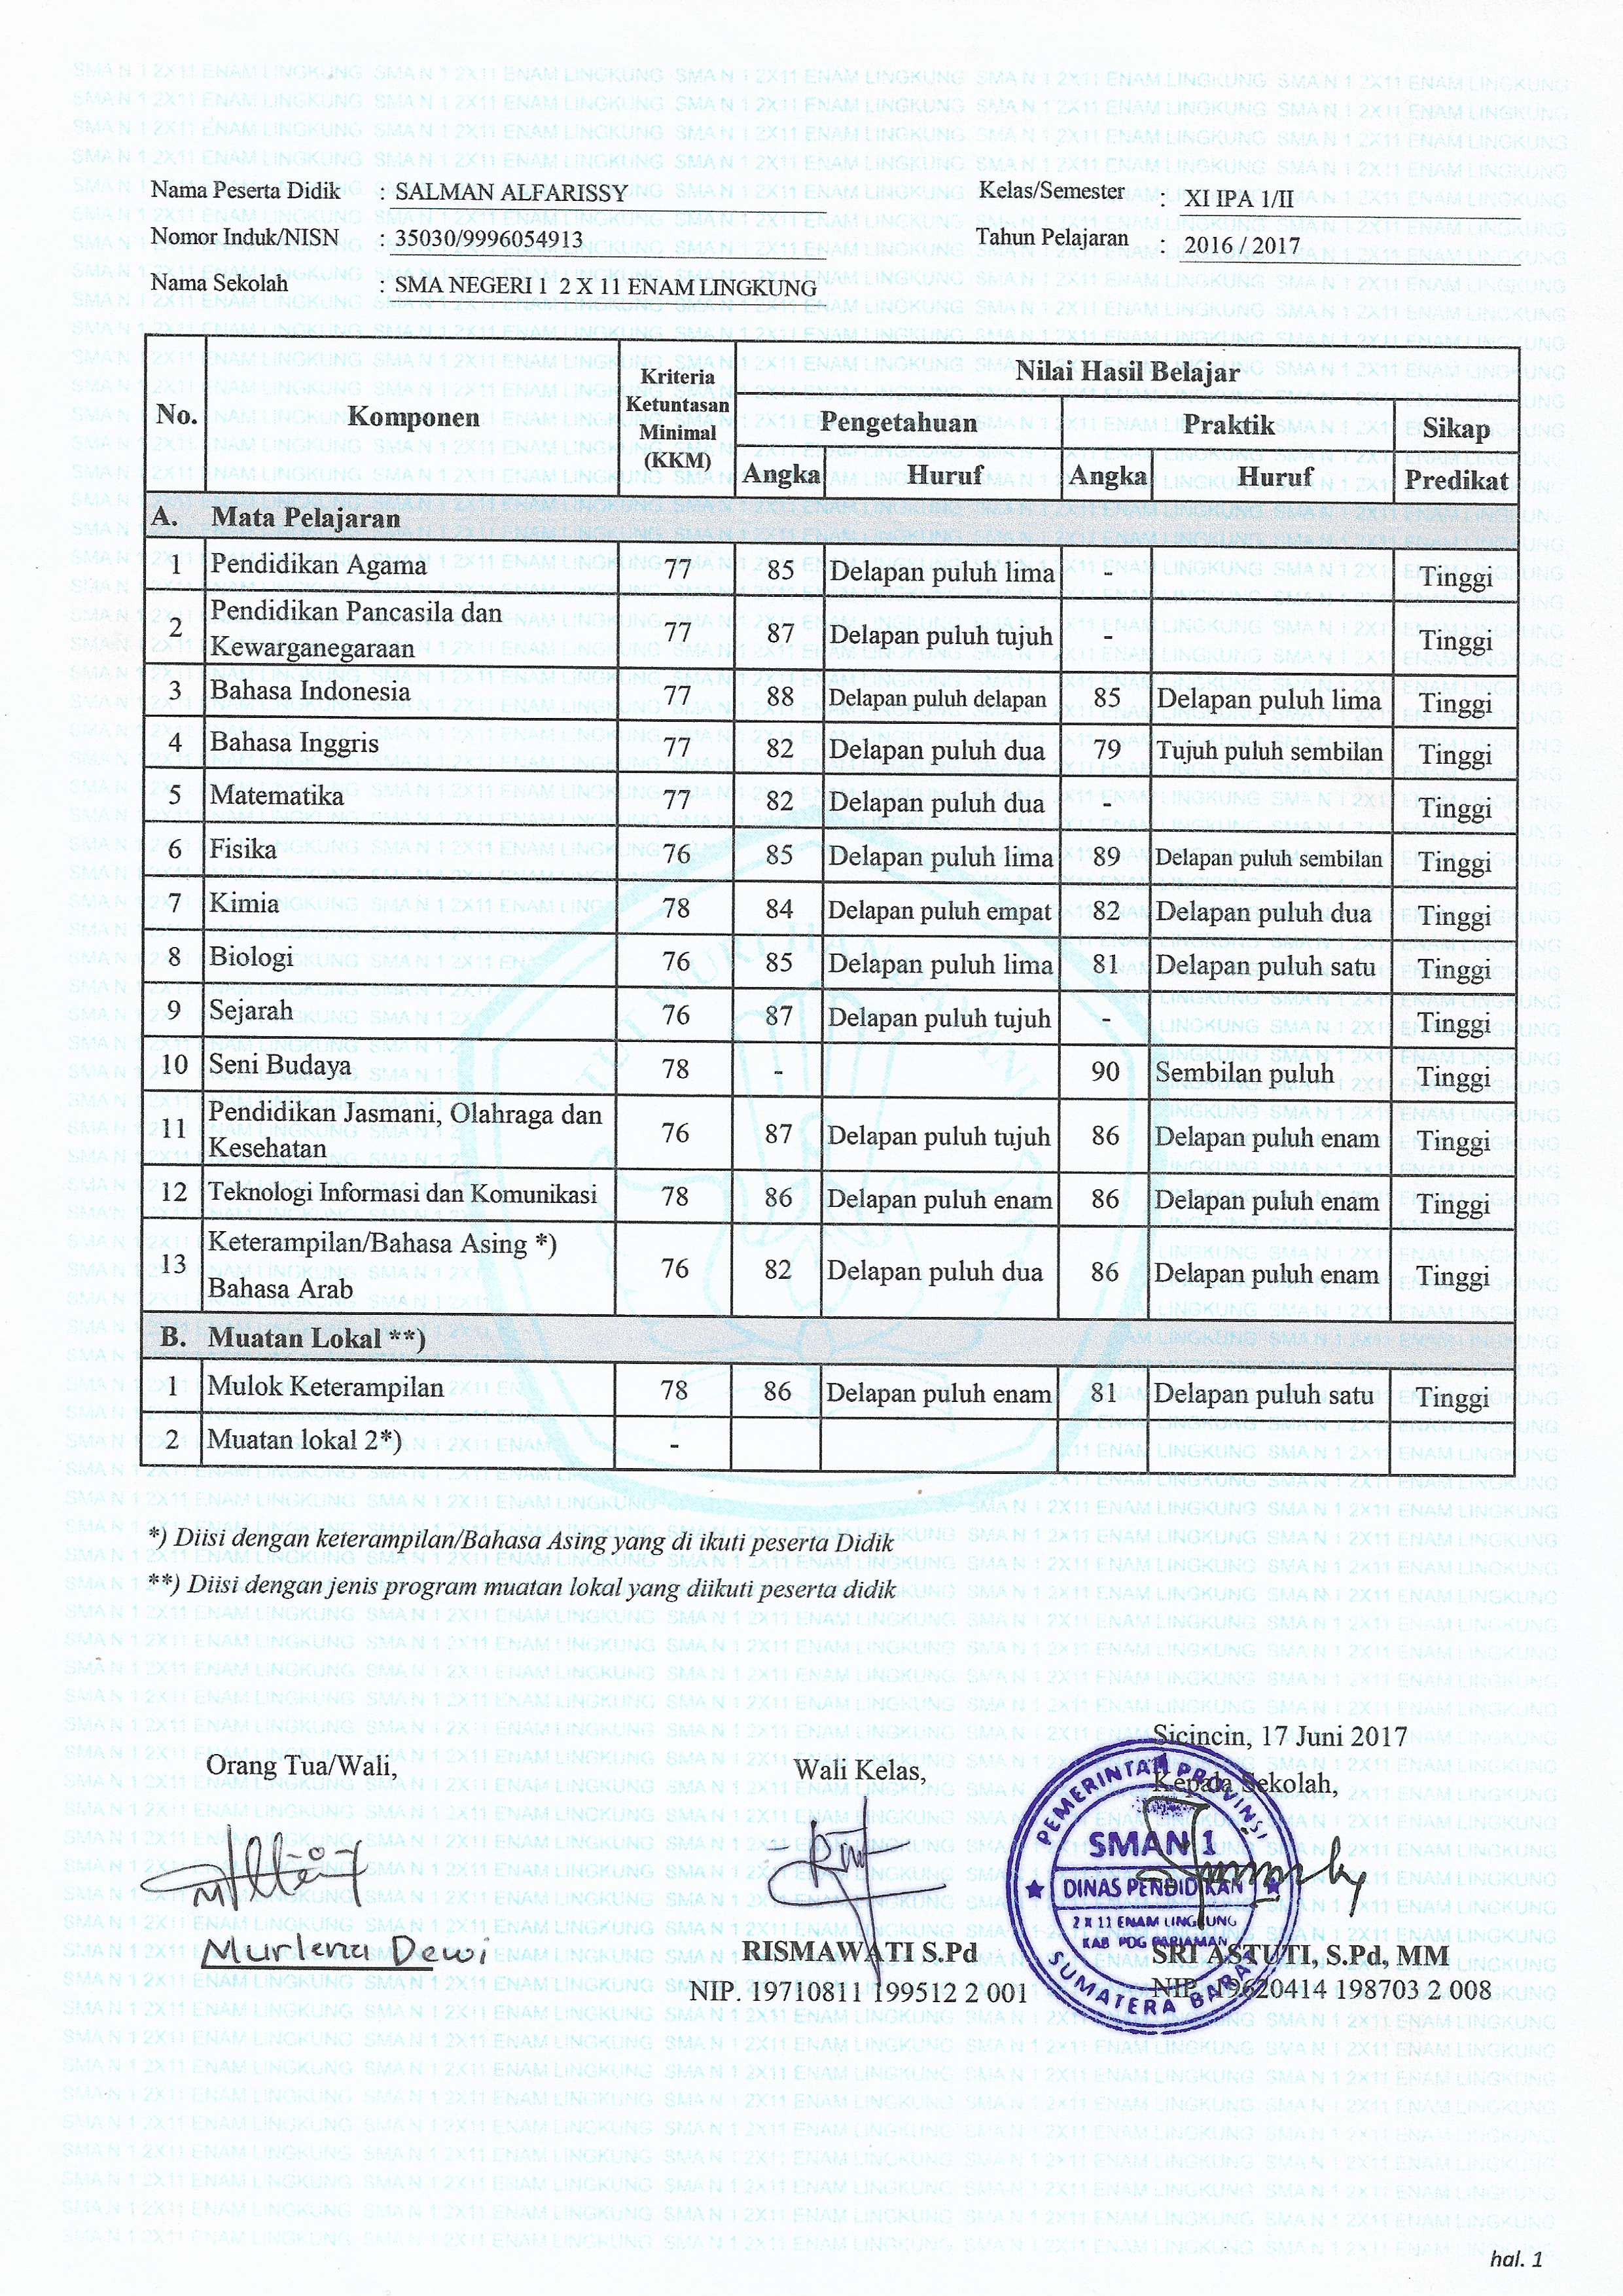 Nama Peserta Didik : SALMAN ALFARISSY Kelas/Semester : XI IPA 1/II
Nomor Induk/NISN : 35030/9996054913 Tahun Pelajaran : 2016 / 2017
Nama Sekolah : SMA NEGERI 1 2 X 11 ENAM LINGKUNG
No. Komponen Kriteria Ketuntasan Minimal (KKM) Nilai Hasil Belajar
Pengetahuan Praktik Sikap
Angka Huruf Angka Huruf Predikat
A. Mata Pelajaran
1 Pendidikan Agama 77 85 Delapan puluh lima - Tinggi
2 Pendidikan Pancasila dan Kewarganegaraan 77 87 Delapan puluh tujuh - Tinggi
3 Bahasa Indonesia 77 88 Delapan puluh delapan 85 Delapan puluh lima Tinggi
4 Bahasa Inggris 77 82 Delapan puluh dua 79 Tujuh puluh sembilan Tinggi
5 Matematika 77 82 Delapan puluh dua - Tinggi
6 Fisika 76 85 Delapan puluh lima 89 Delapan puluh sembilan Tinggi
7 Kimia 78 84 Delapan puluh empat 82 Delapan puluh dua Tinggi
8 Biologi 76 85 Delapan puluh lima 81 Delapan puluh satu Tinggi
9 Sejarah 76 87 Delapan puluh tujuh - Tinggi
10 Seni Budaya 78 - 90 Sembilan puluh Tinggi
11 Pendidikan Jasmani, Olahraga dan Kesehatan 76 87 Delapan puluh tujuh 86 Delapan puluh enam Tinggi
12 Teknologi Informasi dan Komunikasi 78 86 Delapan puluh enam 86 Delapan puluh enam Tinggi
13 Keterampilan/Bahasa Asing *) Bahasa Arab 76 82 Delapan puluh dua 86 Delapan puluh enam Tinggi
B. Muatan Lokal **)
1 Mulok Keterampilan 78 86 Delapan puluh enam 81 Delapan puluh satu Tinggi
2 Muatan lokal 2*) -
*) Diisi dengan keterampilan/Bahasa Asing yang di ikuti peserta Didik
**) Diisi dengan jenis program muatan lokal yang diikuti peserta didik
Sicincin, 17 Juni 2017
Orang Tua/Wali, Wali Kelas, Kepala Sekolah,
PEMERINTAH PROVINSI
SMAN 1
DINAS PENDIDIKAN
2 X 11 ENAM LINGKUNG
KAB PDG PARIAMAN
SUMATERA BARAT
Murlena Dewi RISMAWATI S.Pd SRI ASTUTI, S.Pd, MM
NIP. 19710811 199512 2 001 NIP. 19620414 198703 2 008
hal. 1